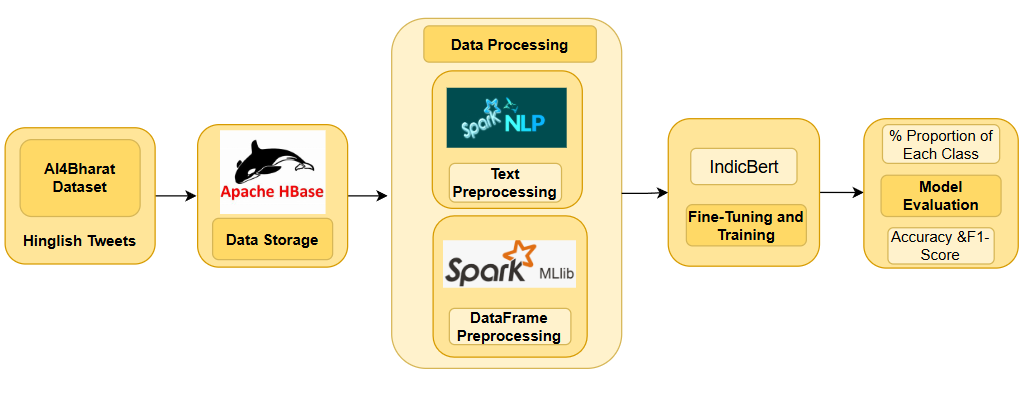 AI4Bharat
Dataset
Hinglish Tweets
Apache HBase
Data Storage
Data Processing
Spark NLP
Text
Preprocessing
Spark MLlib
DataFrame
Preprocessing
IndicBert
Fine-Tuning and
Training
% Proportion of
Each Class
Model
Evaluation
Accuracy &F1-
Score